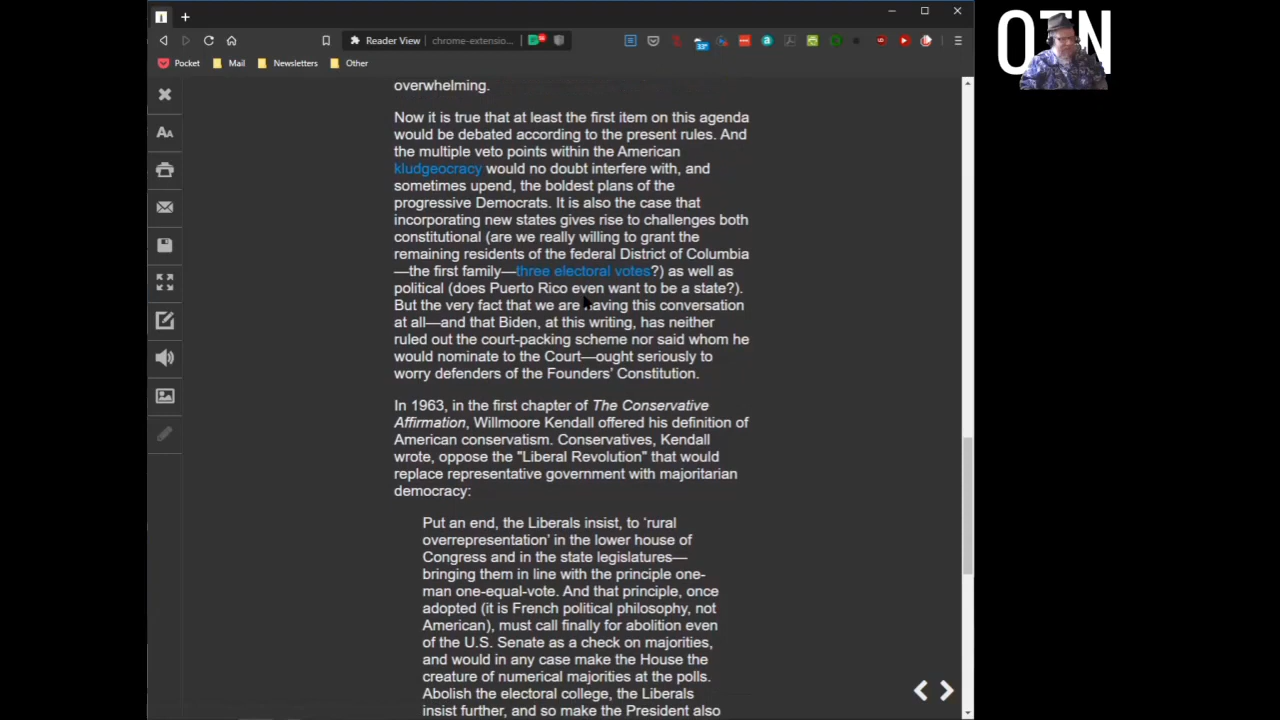 Reader View
chrome-extensio...
33°
Pocket
Mail
Newsletters
Other
overwhelming.
Now it is true that at least the first item on this agenda
would be debated according to the present rules. And
the multiple veto points within the American
kludgeocracy would no doubt interfere with, and
sometimes upend, the boldest plans of the
progressive Democrats. It is also the case that
incorporating new states gives rise to challenges both
constitutional (are we really willing to grant the
remaining residents of the federal District of Columbia
—the first family—three electoral votes?) as well as
political (does Puerto Rico even want to be a state?).
But the very fact that we are having this conversation
at all—and that Biden, at this writing, has neither
ruled out the court-packing scheme nor said whom he
would nominate to the Court—ought seriously to
worry defenders of the Founders’ Constitution.
In 1963, in the first chapter of The Conservative
Affirmation, Willmoore Kendall offered his definition of
American conservatism. Conservatives, Kendall
wrote, oppose the "Liberal Revolution" that would
replace representative government with majoritarian
democracy:
Put an end, the Liberals insist, to ‘rural
overrepresentation’ in the lower house of
Congress and in the state legislatures—
bringing them in line with the principle one-
man one-equal-vote. And that principle, once
adopted (it is French political philosophy, not
American), must call finally for abolition even
of the U.S. Senate as a check on majorities,
and would in any case make the House the
creature of numerical majorities at the polls.
Abolish the electoral college, the Liberals
insist further, and so make the President also
AA
OTN